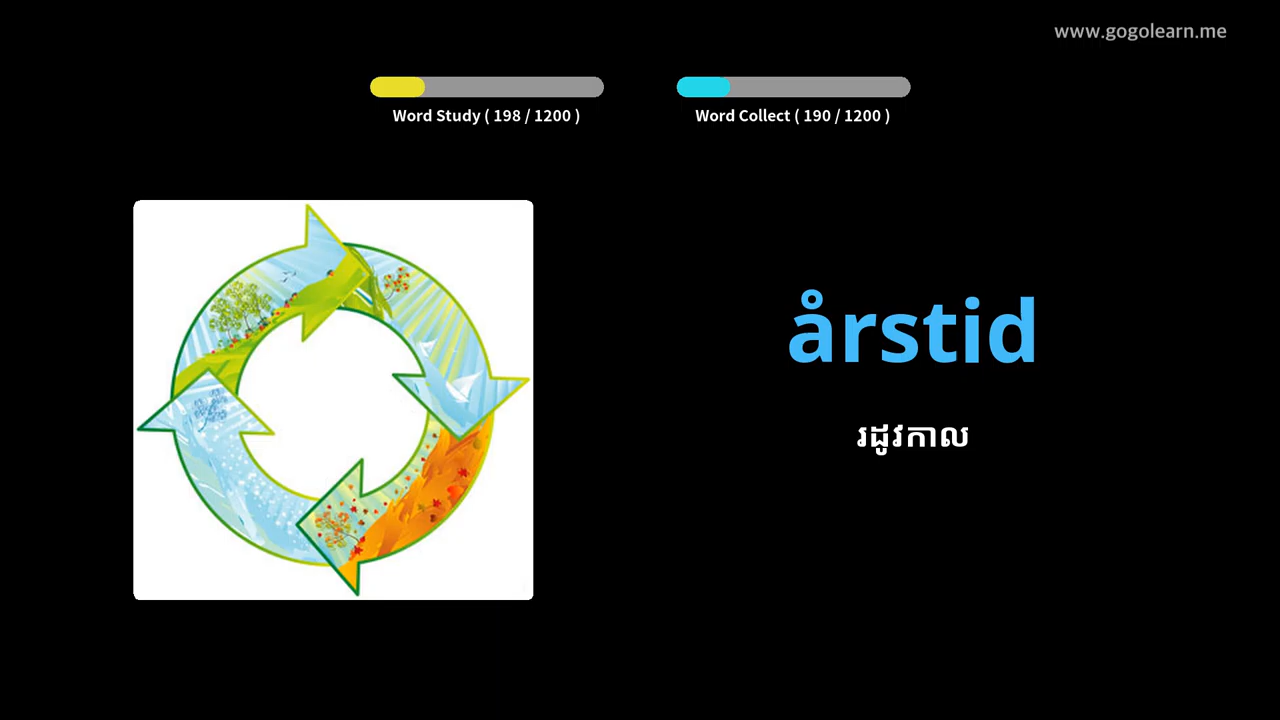 www.gogolearn.me
Word Study ( 198 / 1200 )
Word Collect ( 190 / 1200 )
årstid
រដូវកាល